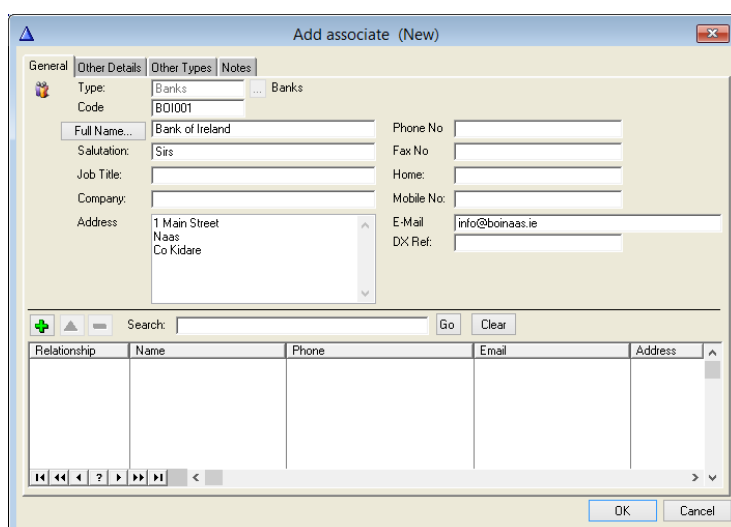 Add associate (New)
General Other Details Other Types Notes
Type: Banks ... Banks
Code BOI001
Full Name... Bank of Ireland Phone No
Salutation: Sirs Fax No
Job Title: Home:
Company: Mobile No:
Address 1 Main Street E-Mail info@boinaas.ie
Naas DX Ref:
Co Kidare
Search: Go Clear
Relationship Name Phone Email Address
?
OK Cancel